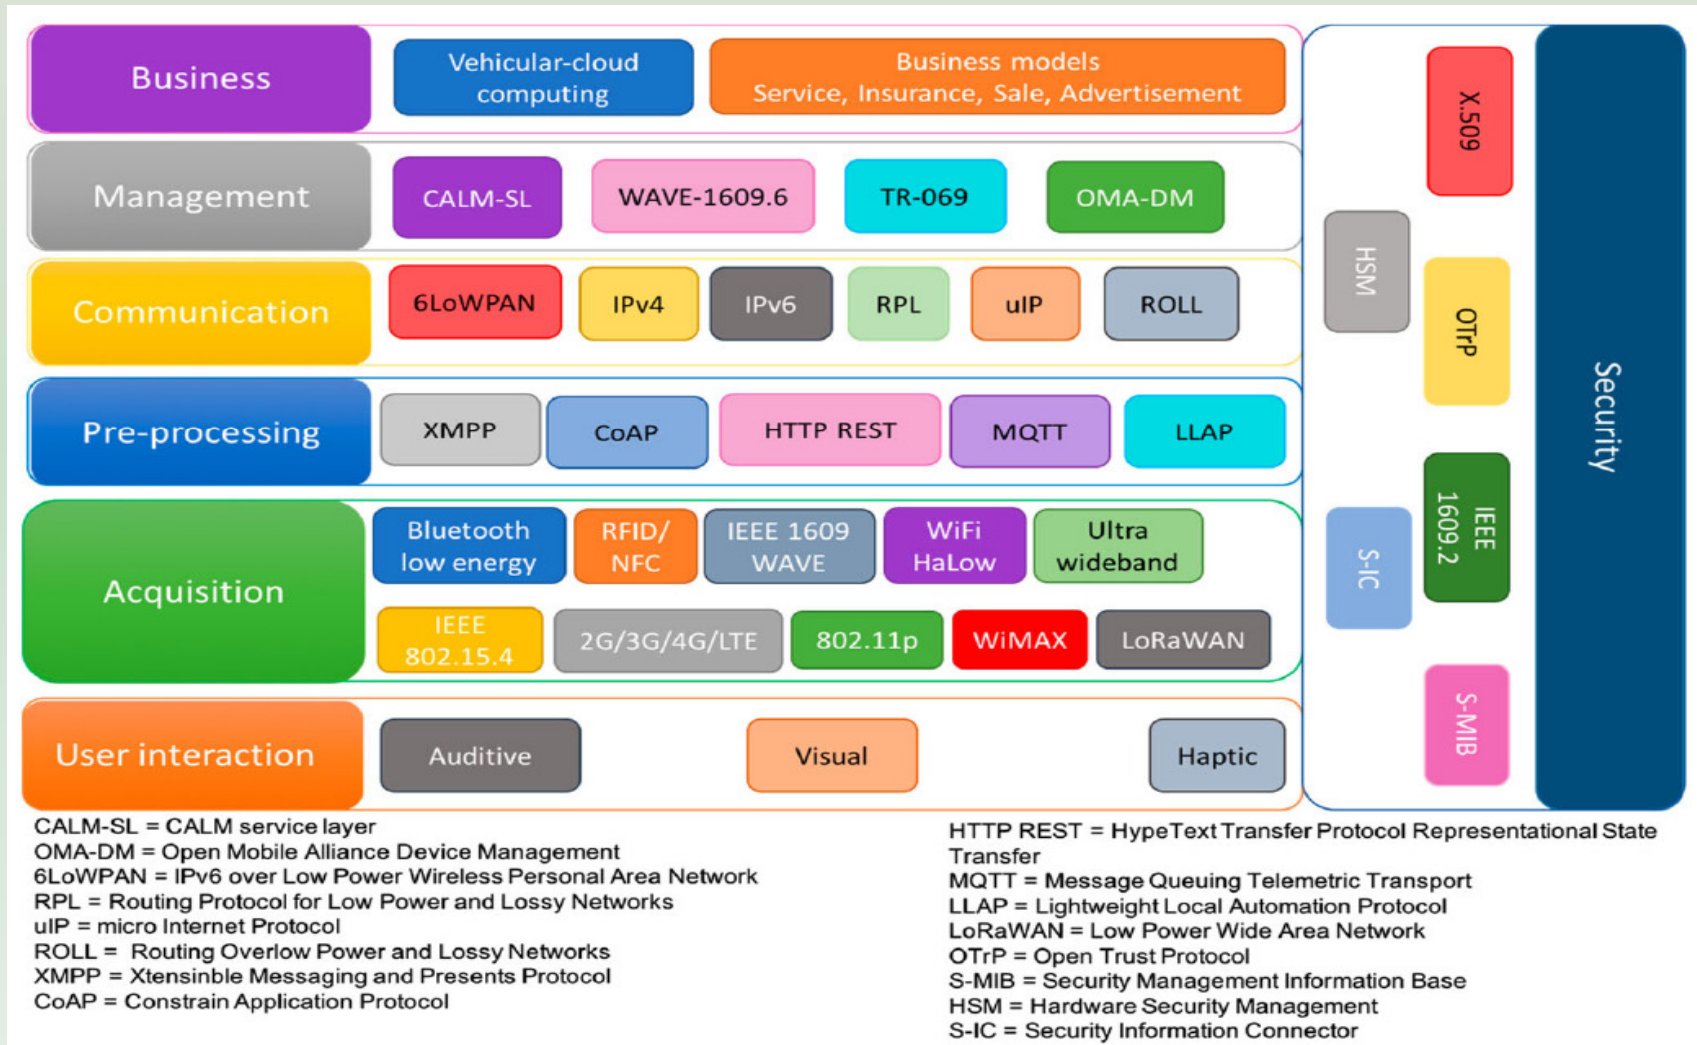 Business
Vehicular-cloud
computing
Business models
Service, Insurance, Sale, Advertisement
Management
CALM-SL
WAVE-1609.6
TR-069
OMA-DM
Communication
6LoWPAN
IPv4
IPv6
RPL
uIP
ROLL
Pre-processing
XMPP
CoAP
HTTP REST
MQTT
LLAP
Acquisition
Bluetooth
low energy
RFID/
NFC
IEEE 1609
WAVE
WiFi
HaLow
Ultra
wideband
IEEE
802.15.4
2G/3G/4G/LTE
802.11p
WiMAX
LoRaWAN
User interaction
Auditive
Visual
Haptic
X.509
HSM
OTrP
IEEE
1609.2
S-IC
S-MIB
Security
CALM-SL = CALM service layer
OMA-DM = Open Mobile Alliance Device Management
6LoWPAN = IPv6 over Low Power Wireless Personal Area Network
RPL = Routing Protocol for Low Power and Lossy Networks
uIP = micro Internet Protocol
ROLL = Routing Overlow Power and Lossy Networks
XMPP = Xtensinble Messaging and Presents Protocol
CoAP = Constrain Application Protocol
HTTP REST = HypeText Transfer Protocol Representational State
Transfer
MQTT = Message Queuing Telemetric Transport
LLAP = Lightweight Local Automation Protocol
LoRaWAN = Low Power Wide Area Network
OTrP = Open Trust Protocol
S-MIB = Security Management Information Base
HSM = Hardware Security Management
S-IC = Security Information Connector